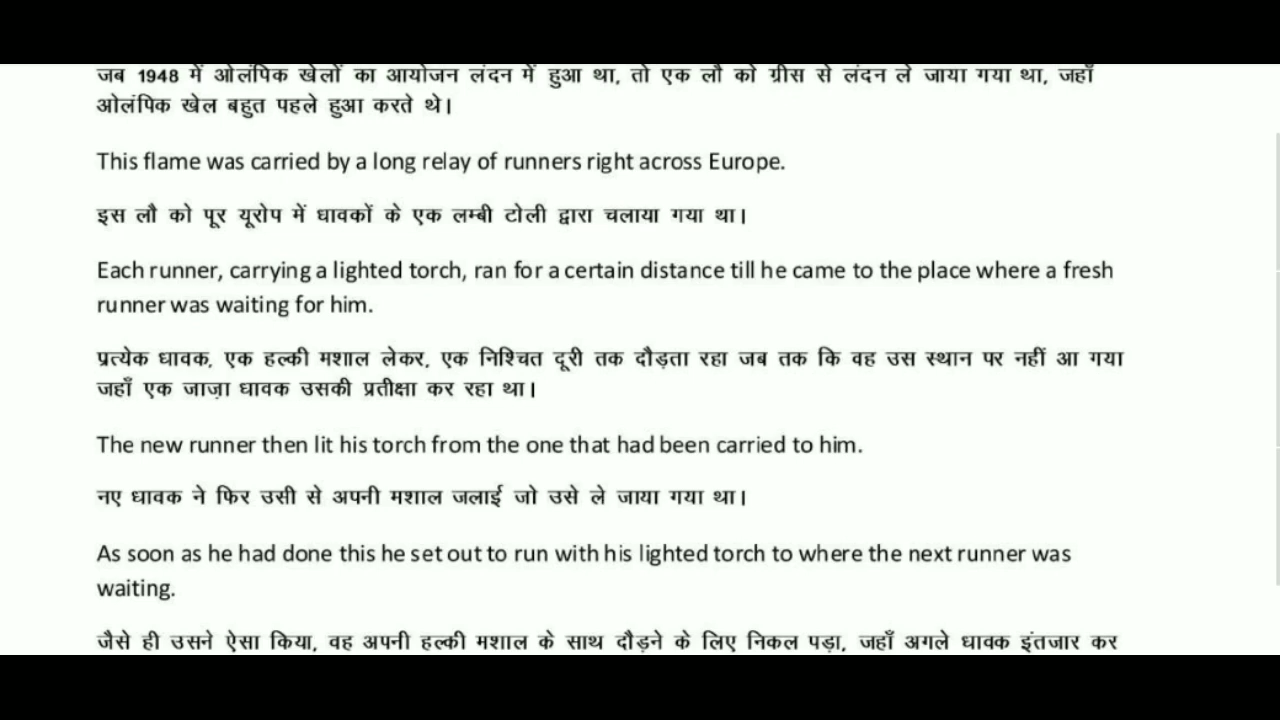 जब 1948 में ओलंपिक खेलों का आयोजन लंदन में हुआ था, तो एक लौ को ग्रीस से लंदन ले जाया गया था, जहाँ
ओलंपिक खेल बहुत पहले हुआ करते थे।
This flame was carried by a long relay of runners right across Europe.
इस लौ को पूर यूरोप में धावकों के एक लम्बी टोली द्वारा चलाया गया था।
Each runner, carrying a lighted torch, ran for a certain distance till he came to the place where a fresh
runner was waiting for him.
प्रत्येक धावक, एक हल्की मशाल लेकर, एक निश्चित दूरी तक दौड़ता रहा जब तक कि वह उस स्थान पर नहीं आ गया
जहाँ एक जाज़ा धावक उसकी प्रतीक्षा कर रहा था।
The new runner then lit his torch from the one that had been carried to him.
नए धावक ने फिर उसी से अपनी मशाल जलाई जो उसे ले जाया गया था।
As soon as he had done this he set out to run with his lighted torch to where the next runner was
waiting.
जैसे ही उसने ऐसा किया, वह अपनी हल्की मशाल के साथ दौड़ने के लिए निकल पड़ा, जहाँ अगले धावक इंतजार कर